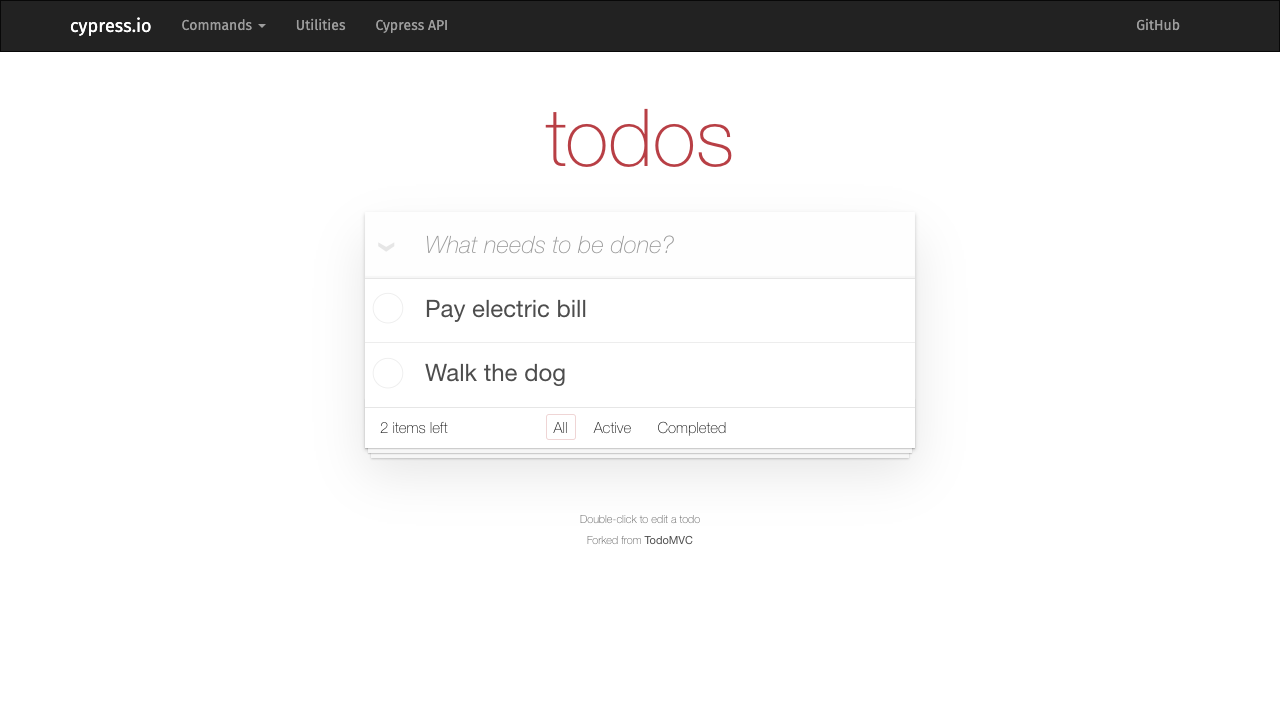 cypress.io Commands Utilities Cypress API GitHub
todos
What needs to be done?
Pay electric bill
Walk the dog
2 items left All Active Completed
Double-click to edit a todo
Forked from TodoMVC